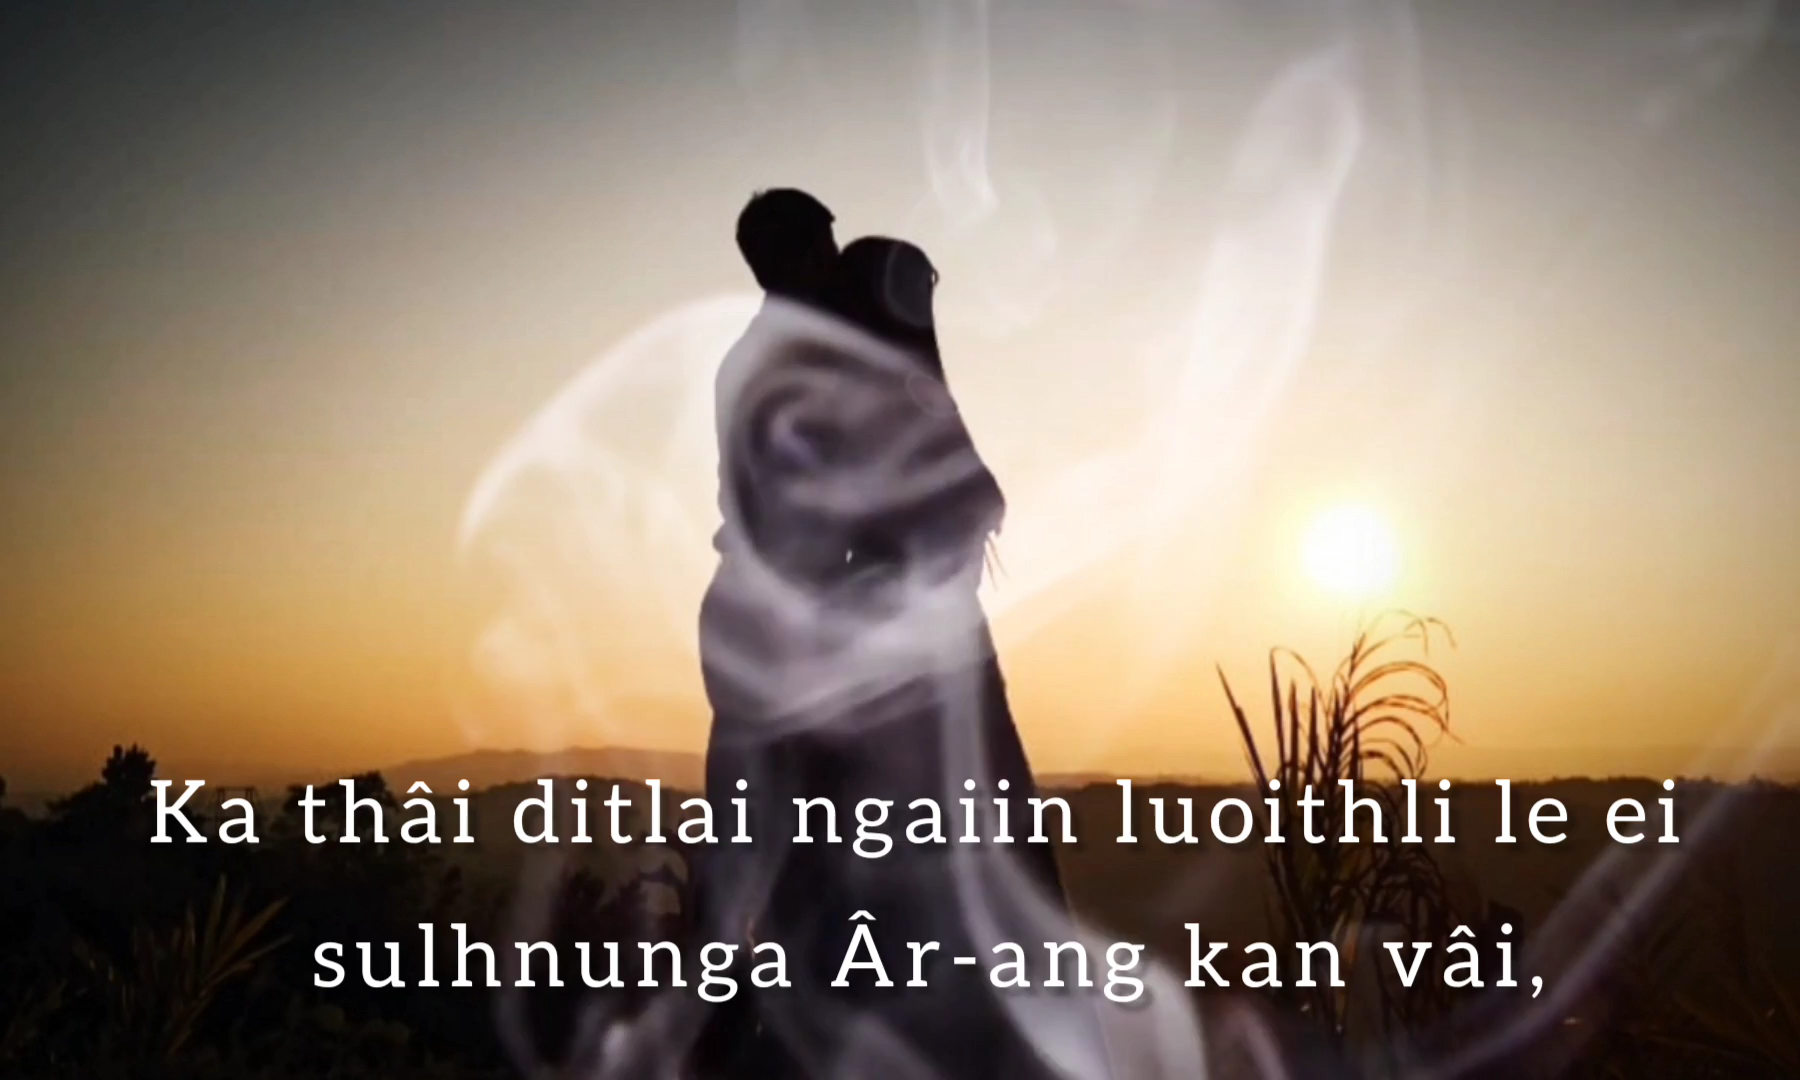 Ka thâi ditlai ngaiin luoithli le ei
sulhnunga Âr-ang kan vâi,